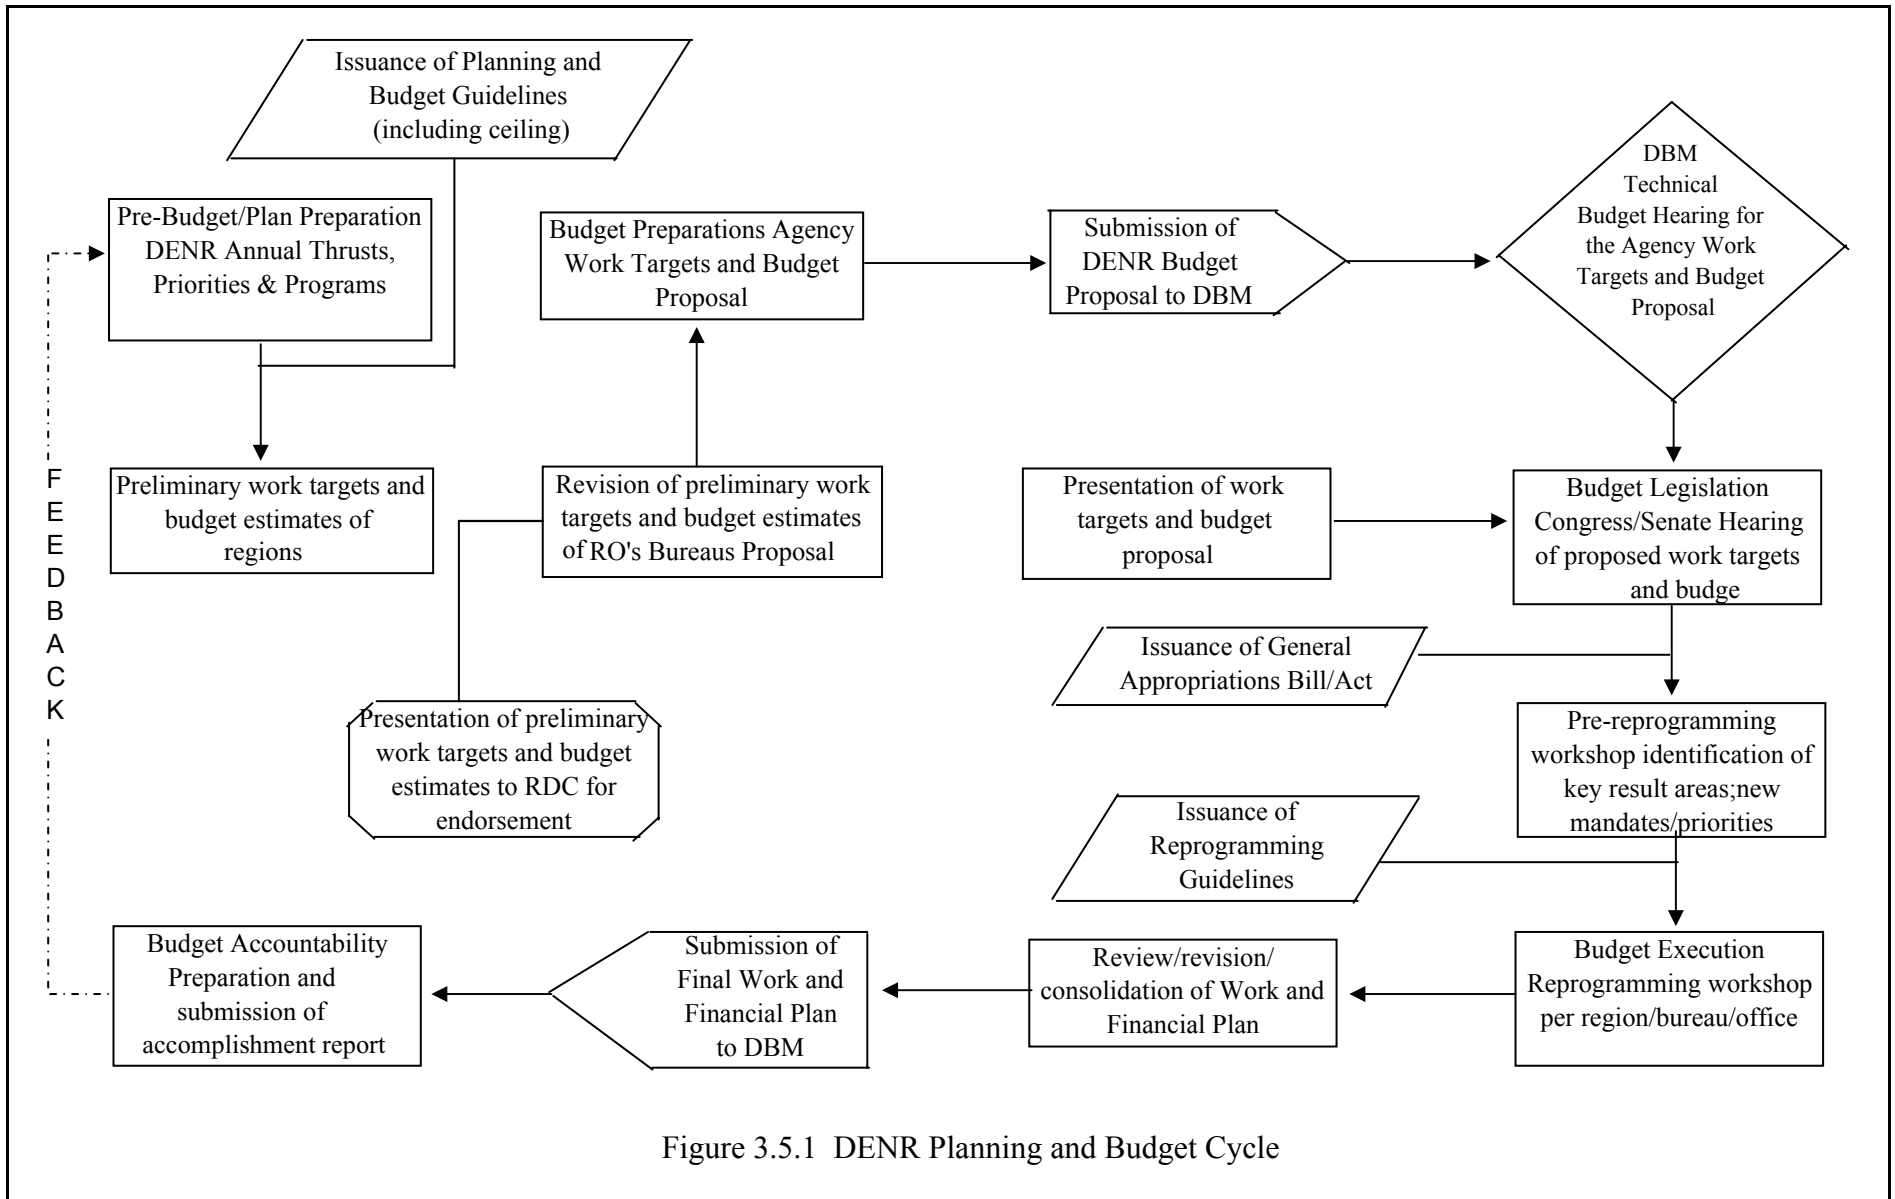 Issuance of Planning and
Budget Guidelines
(including ceiling)
Pre-Budget/Plan Preparation
DENR Annual Thrusts,
Priorities & Programs
Budget Preparations Agency
Work Targets and Budget
Proposal
Submission of
DENR Budget
Proposal to DBM
DBM
Technical
Budget Hearing for
the Agency Work
Targets and Budget
Proposal
FEEDBACK
Preliminary work targets and
budget estimates of
regions
Revision of preliminary work
targets and budget estimates
of RO's Bureaus Proposal
Presentation of work
targets and budget
proposal
Budget Legislation
Congress/Senate Hearing
of proposed work targets
and budge
Issuance of General
Appropriations Bill/Act
Presentation of preliminary
work targets and budget
estimates to RDC for
endorsement
Pre-reprogramming
workshop identification of
key result areas;new
mandates/priorities
Issuance of
Reprogramming
Guidelines
Budget Accountability
Preparation and
submission of
accomplishment report
Submission of
Final Work and
Financial Plan
to DBM
Review/revision/
consolidation of Work and
Financial Plan
Budget Execution
Reprogramming workshop
per region/bureau/office
Figure 3.5.1 DENR Planning and Budget Cycle